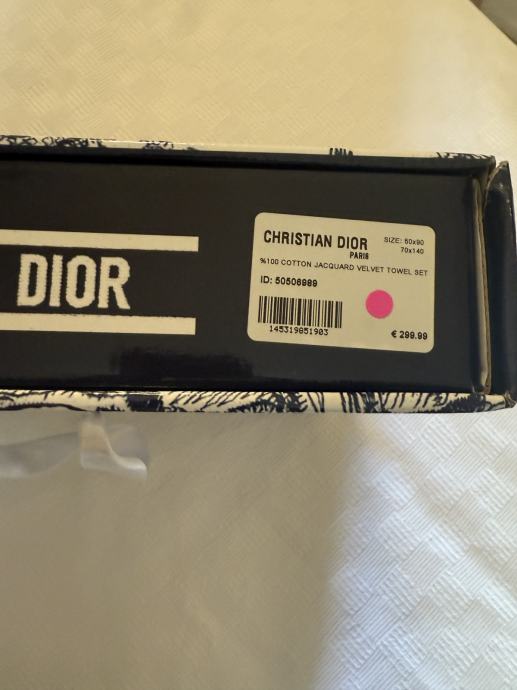 DIOR
CHRISTIAN DIOR
PARIS
SIZE: 50x90
70x140
%100 COTTON JACQUARD VELVET TOWEL SET
ID: 50506989
145319851903
€ 299.99